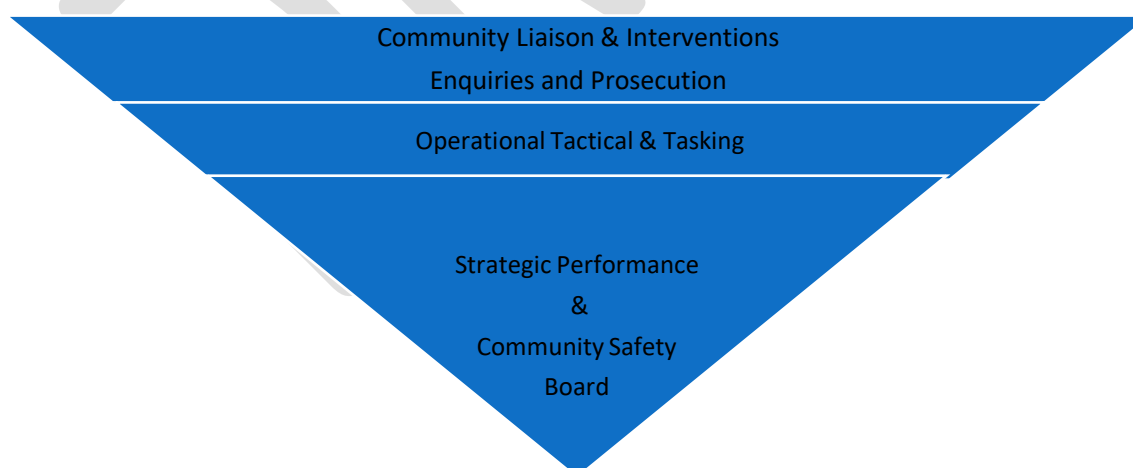 Community Liaison & Interventions
Enquiries and Prosecution
Operational Tactical & Tasking
Strategic Performance
&
Community Safety
Board